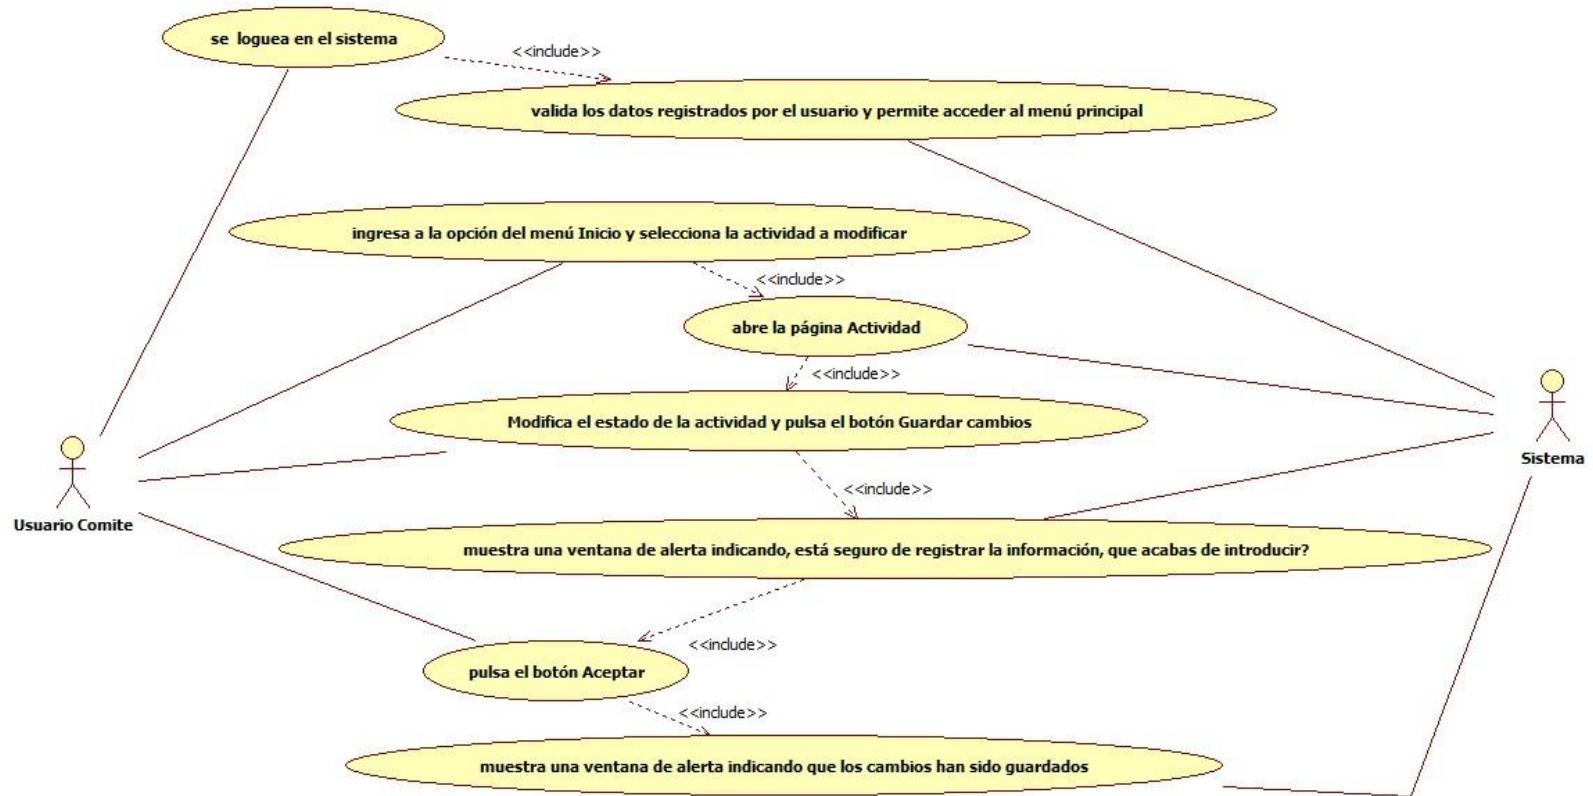 se loguea en el sistema
<<include>>
valida los datos registrados por el usuario y permite acceder al menú principal
ingresa a la opción del menú Inicio y selecciona la actividad a modificar
<<include>>
abre la página Actividad
<<include>>
Modifica el estado de la actividad y pulsa el botón Guardar cambios
Sistema
<<include>>
Usuario Comite
muestra una ventana de alerta indicando, está seguro de registrar la información, que acabas de introducir?
<<include>>
pulsa el botón Aceptar
<<include>>
muestra una ventana de alerta indicando que los cambios han sido guardados